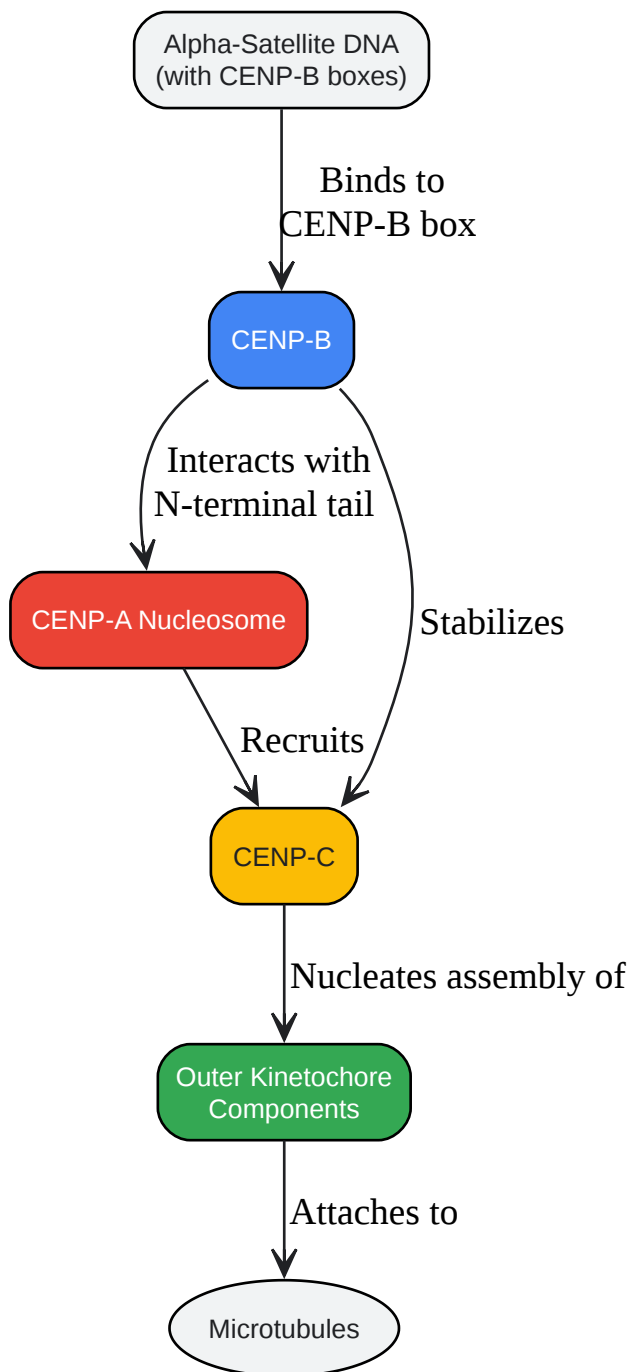 Alpha-Satellite DNA
(with CENP-B boxes)
Binds to
CENP-B box
CENP-B
Interacts with
N-terminal tail
CENP-A Nucleosome
Stabilizes
Recruits
CENP-C
Nucleates assembly of
Outer Kinetochore
Components
Attaches to
Microtubules